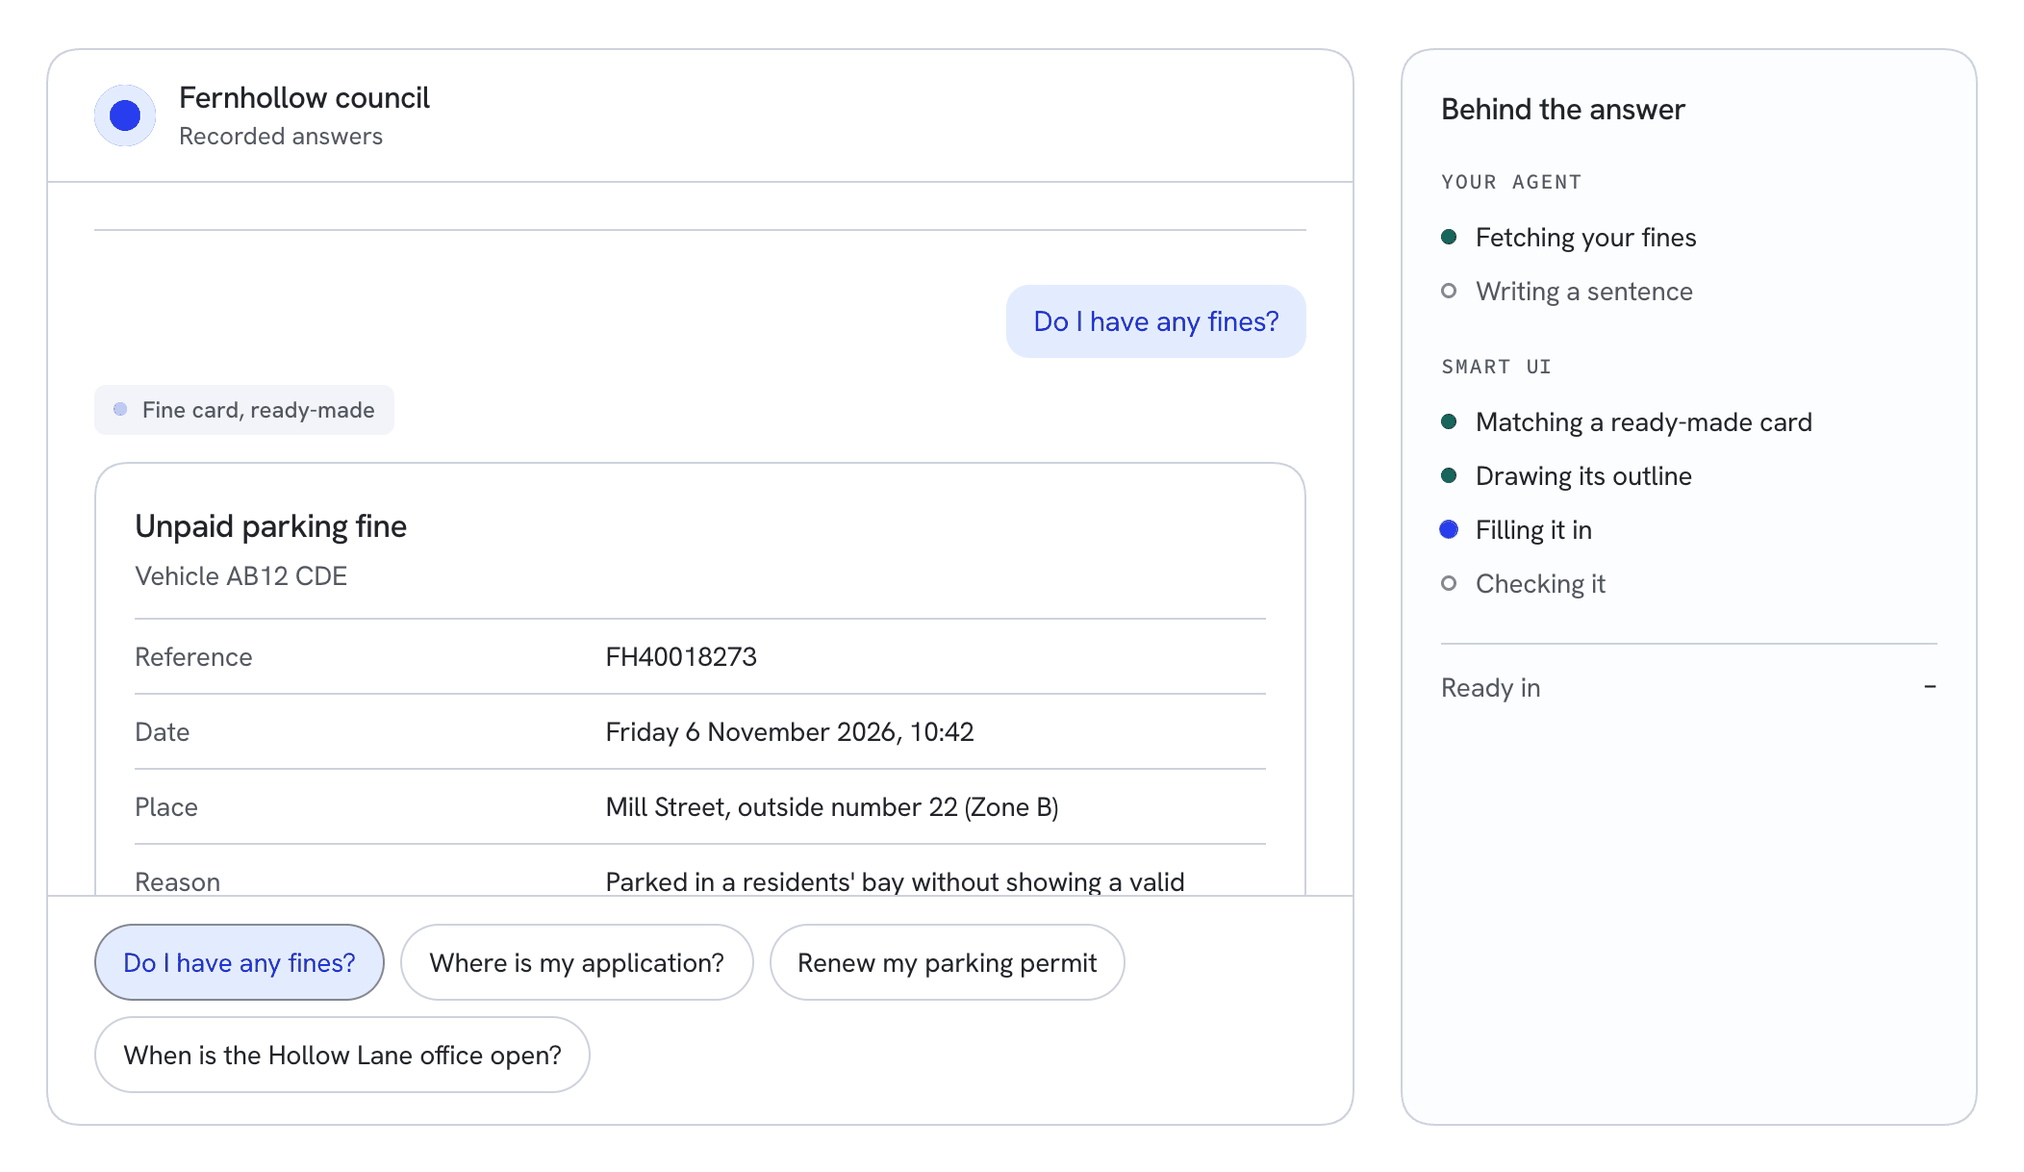 Fernhollow council
Recorded answers
Do I have any fines?
Fine card, ready-made
Unpaid parking fine
Vehicle AB12 CDE
Reference FH40018273
Date Friday 6 November 2026, 10:42
Place Mill Street, outside number 22 (Zone B)
Reason Parked in a residents' bay without showing a valid
Do I have any fines? Where is my application? Renew my parking permit
When is the Hollow Lane office open?
Behind the answer
YOUR AGENT
Fetching your fines
Writing a sentence
SMART UI
Matching a ready-made card
Drawing its outline
Filling it in
Checking it
Ready in –